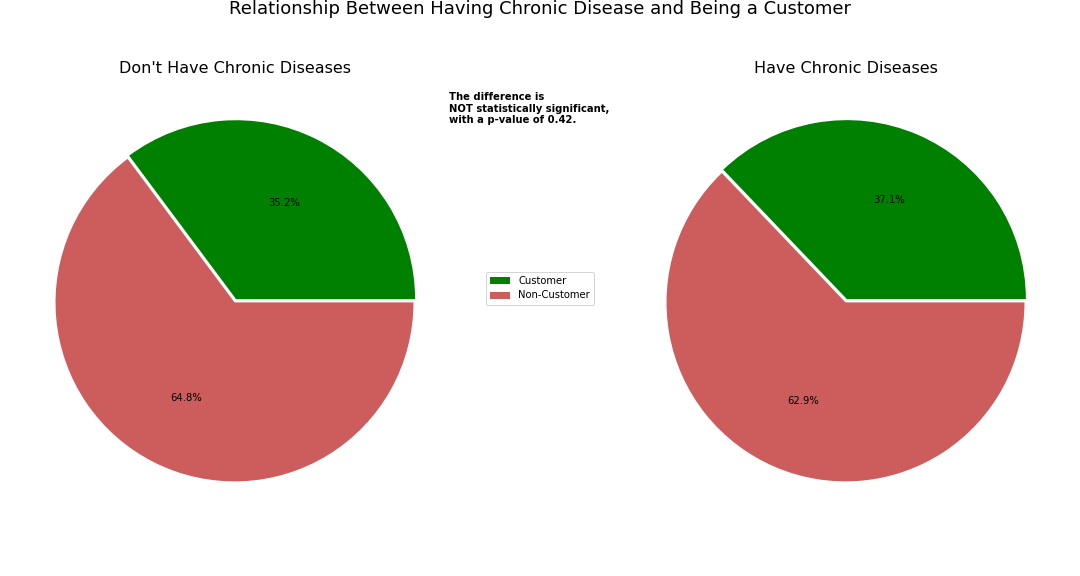 Relationship Between Having Chronic Disease and Being a Customer
Don't Have Chronic Diseases
Have Chronic Diseases
The difference is
NOT statistically significant,
with a p-value of 0.42.
35.2%
64.8%
Customer
Non-Customer
37.1%
62.9%